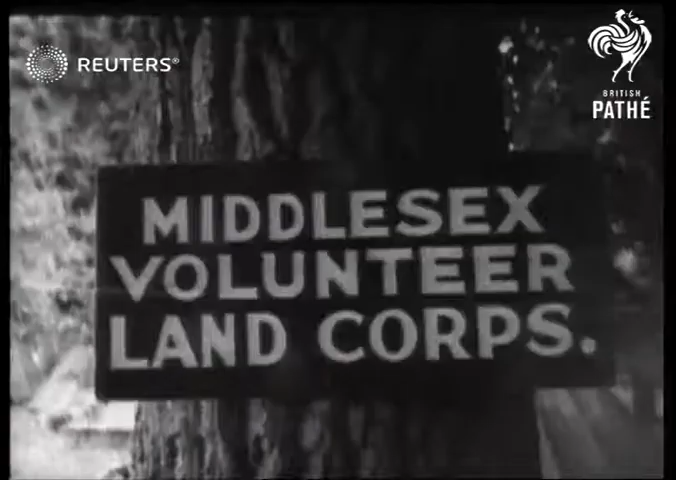 REUTERS®
BRITISH
PATHÉ
MIDDLESEX
VOLUNTEER
LAND CORPS.